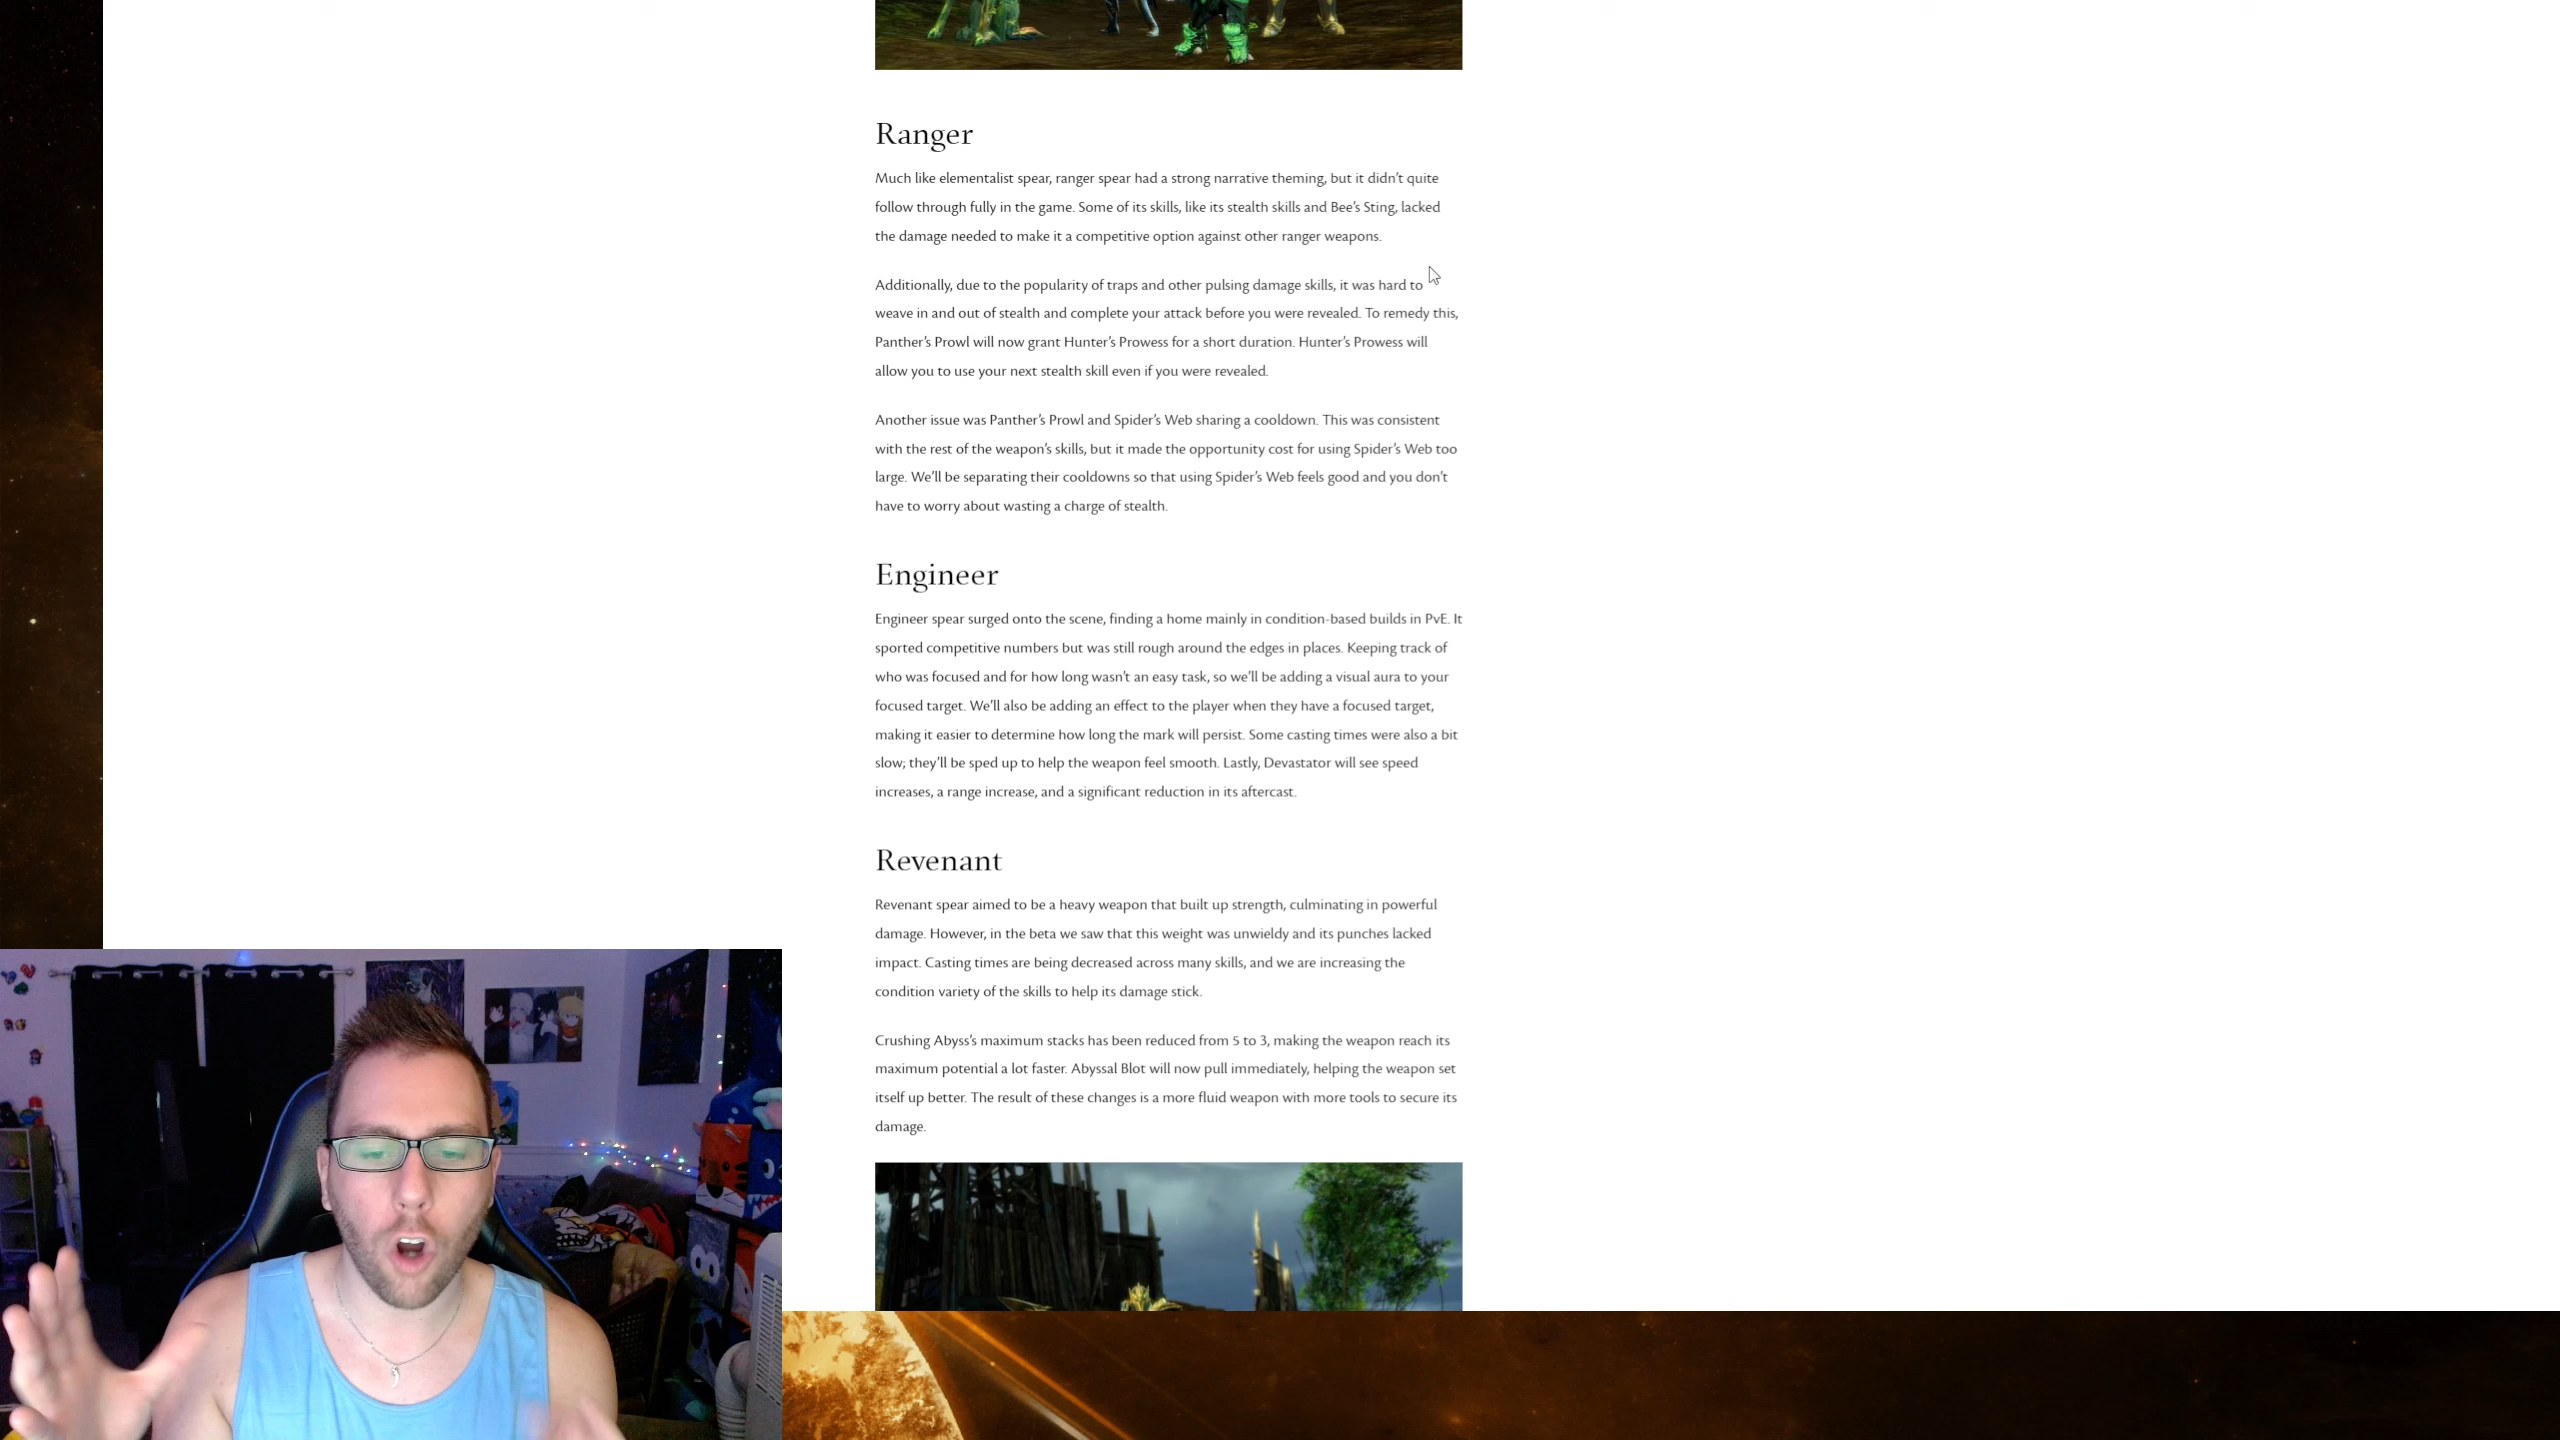 Ranger
Much like elementalist spear, ranger spear had a strong narrative theming, but it didn't quite
follow through fully in the game. Some of its skills, like its stealth skills and Bee's Sting, lacked
the damage needed to make it a competitive option against other ranger weapons.
Additionally, due to the popularity of traps and other pulsing damage skills, it was hard to
weave in and out of stealth and complete your attack before you were revealed. To remedy this,
Panther's Prowl will now grant Hunter's Prowess for a short duration. Hunter's Prowess will
allow you to use your next stealth skill even if you were revealed.
Another issue was Panther's Prowl and Spider's Web sharing a cooldown. This was consistent
with the rest of the weapon's skills, but it made the opportunity cost for using Spider's Web too
large. We'll be separating their cooldowns so that using Spider's Web feels good and you don't
have to worry about wasting a charge of stealth.
Engineer
Engineer spear surged onto the scene, finding a home mainly in condition-based builds in PvE. It
sported competitive numbers but was still rough around the edges in places. Keeping track of
who was focused and for how long wasn't an easy task, so we'll be adding a visual aura to your
focused target. We'll also be adding an effect to the player when they have a focused target,
making it easier to determine how long the mark will persist. Some casting times were also a bit
slow; they'll be sped up to help the weapon feel smooth. Lastly, Devastator will see speed
increases, a range increase, and a significant reduction in its aftercast.
Revenant
Revenant spear aimed to be a heavy weapon that built up strength, culminating in powerful
damage. However, in the beta we saw that this weight was unwieldy and its punches lacked
impact. Casting times are being decreased across many skills, and we are increasing the
condition variety of the skills to help its damage stick.
Crushing Abyss's maximum stacks has been reduced from 5 to 3, making the weapon reach its
maximum potential a lot faster. Abyssal Blot will now pull immediately, helping the weapon set
itself up better. The result of these changes is a more fluid weapon with more tools to secure its
damage.